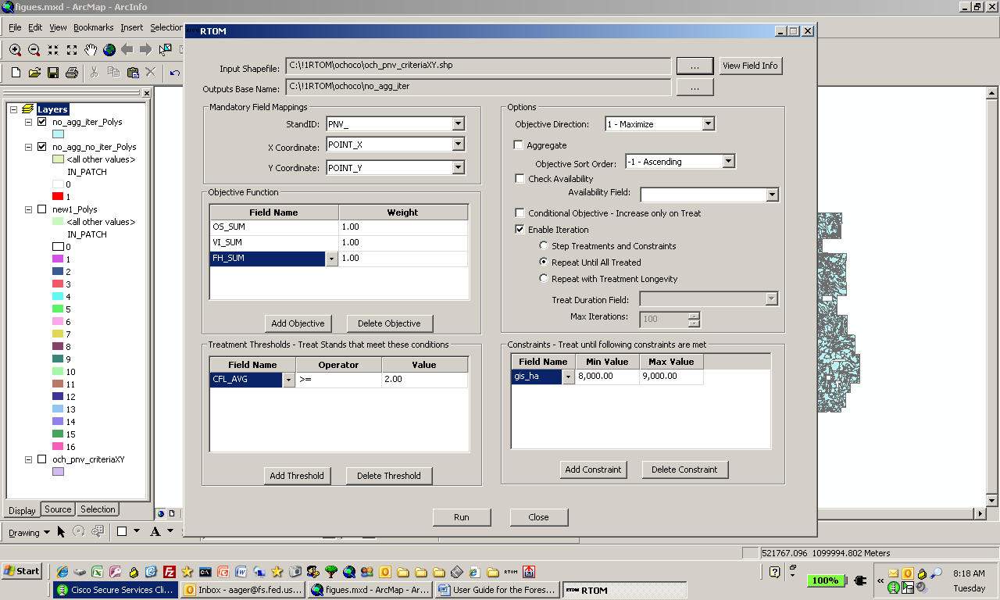 figues.mxd - ArcMap - ArcInfo
File Edit View Bookmarks Insert Selection
RTOM
Input Shapefile: C:\!1RTOM\ochoco\och_pnv_criteriaXY.shp ... View Field Info
Outputs Base Name: C:\!1RTOM\ochoco\no_agg_iter ...
Mandatory Field Mappings
StandID: PNV_
X Coordinate: POINT_X
Y Coordinate: POINT_Y
Objective Function
Field Name Weight
OS_SUM 1.00
VI_SUM 1.00
FH_SUM 1.00
Add Objective Delete Objective
Treatment Thresholds - Treat Stands that meet these conditions
Field Name Operator Value
CFL_AVG >= 2.00
Add Threshold Delete Threshold
Options
Objective Direction: 1 - Maximize
Aggregate
Objective Sort Order: -1 - Ascending
Check Availability
Availability Field:
Conditional Objective - Increase only on Treat
Enable Iteration
Step Treatments and Constraints
Repeat Until All Treated
Repeat with Treatment Longevity
Treat Duration Field:
Max Iterations: 100
Constraints - Treat until following constraints are met
Field Name Min Value Max Value
gis_ha 8,000.00 9,000.00
Add Constraint Delete Constraint
Run Close
Layers
no_agg_iter_Polys
no_agg_no_iter_Polys
<all other values>
IN_PATCH
0
1
new1_Polys
<all other values>
IN_PATCH
0
1
2
3
4
5
6
7
8
9
10
11
12
13
14
15
16
och_pnv_criteriaXY
Display Source Selection
Drawing A
521767.096 1099994.802 Meters
Start RTOM 100% « 8:18 AM
Cisco Secure Services Cli... Inbox - aager@fs.fed.us... figues.mxd - ArcMap - Ar... User Guide for the Fores... RTOM RTOM Tuesday